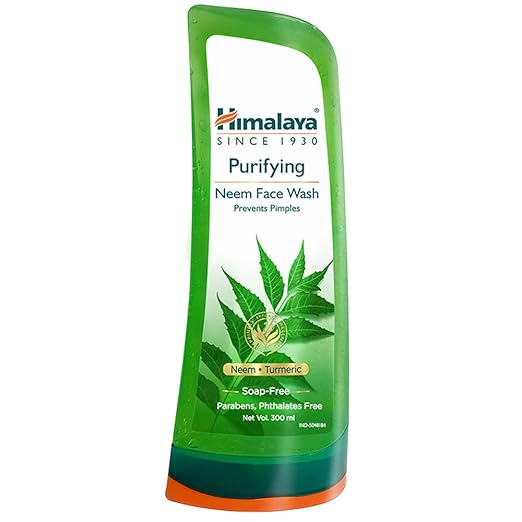 Himalaya®
SINCE 1930
Purifying
Neem Face Wash
Prevents Pimples
Neem • Turmeric
Soap-Free
Parabens, Phthalates Free
Net Vol. 300 ml